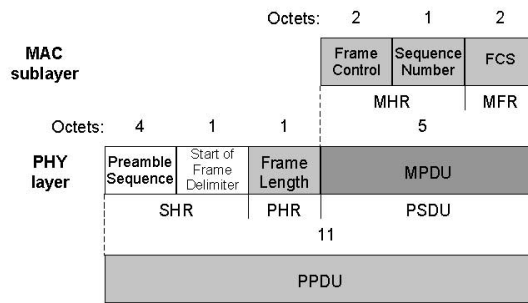 Octets: 2 1 2
MAC sublayer
Frame Control
Sequence Number
FCS
MHR MFR
Octets: 4 1 1 5
PHY layer
Preamble Sequence
Start of Frame Delimiter
Frame Length
MPDU
SHR PHR PSDU
11
PPDU